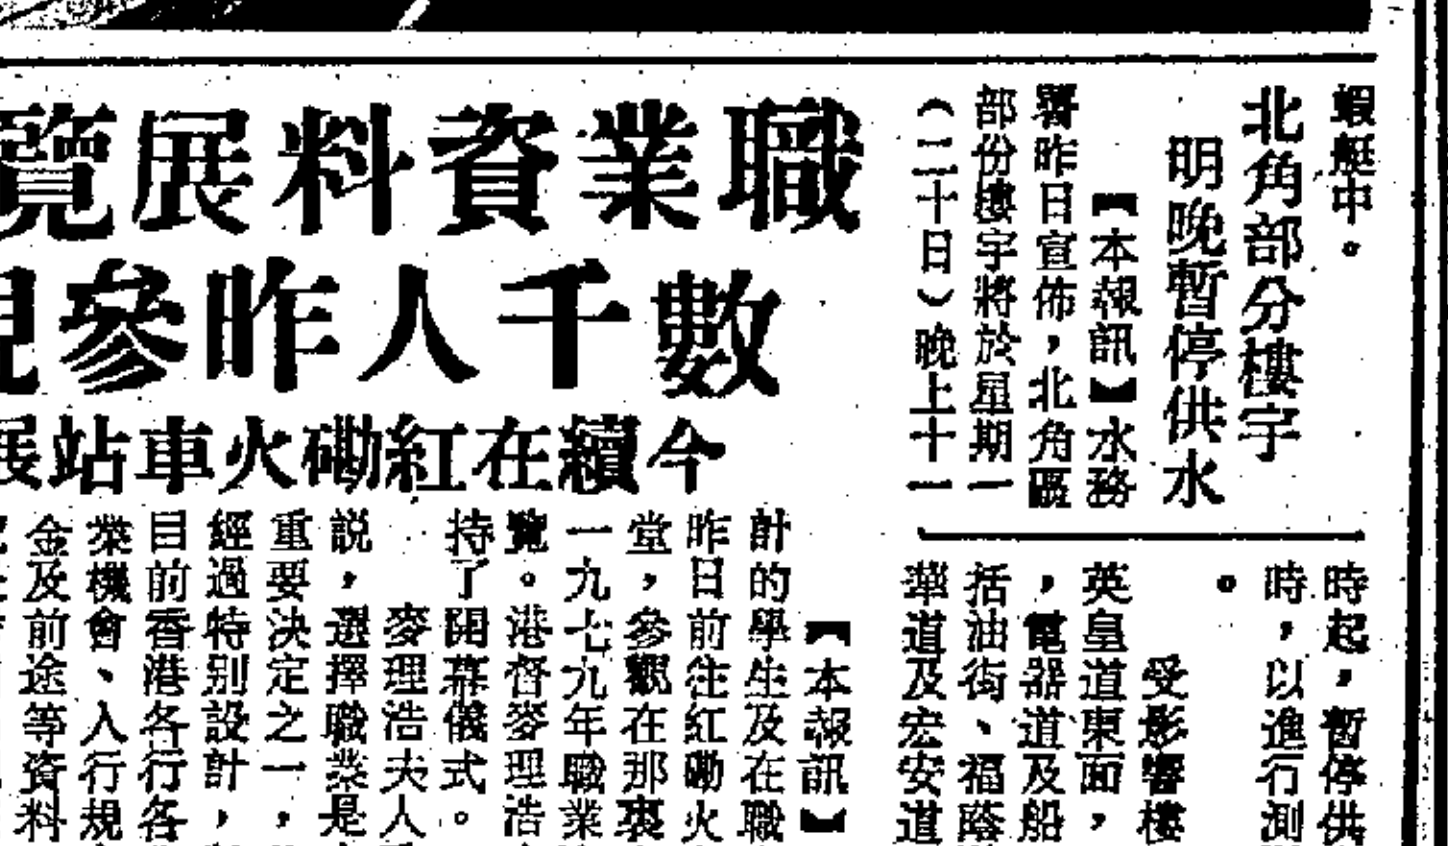 蝦艇中。
北角部分樓宇
明晚暫停供水
【本報訊】水務
署昨日宣佈，北角區
部份樓宇將於星期一
（二十日）晚上十一
時起，暫停供
時，以進行測
。
受影響樓
英皇道東面，
，電器道及船
括油街、福蔭
華道及宏安道
職業資料展覽
數千人昨參
今續在紅磡火車站展
【本報訊】
計的學生及在職
昨日前往紅磡火
堂，參觀在那裏
一九七九年職業
覽。港督麥理浩
持了開幕儀式。
麥理浩夫人
説，選擇職業是
重要決定之一，
經過特別設計，
目前香港各行各
業機會、入行規
金及前途等資料